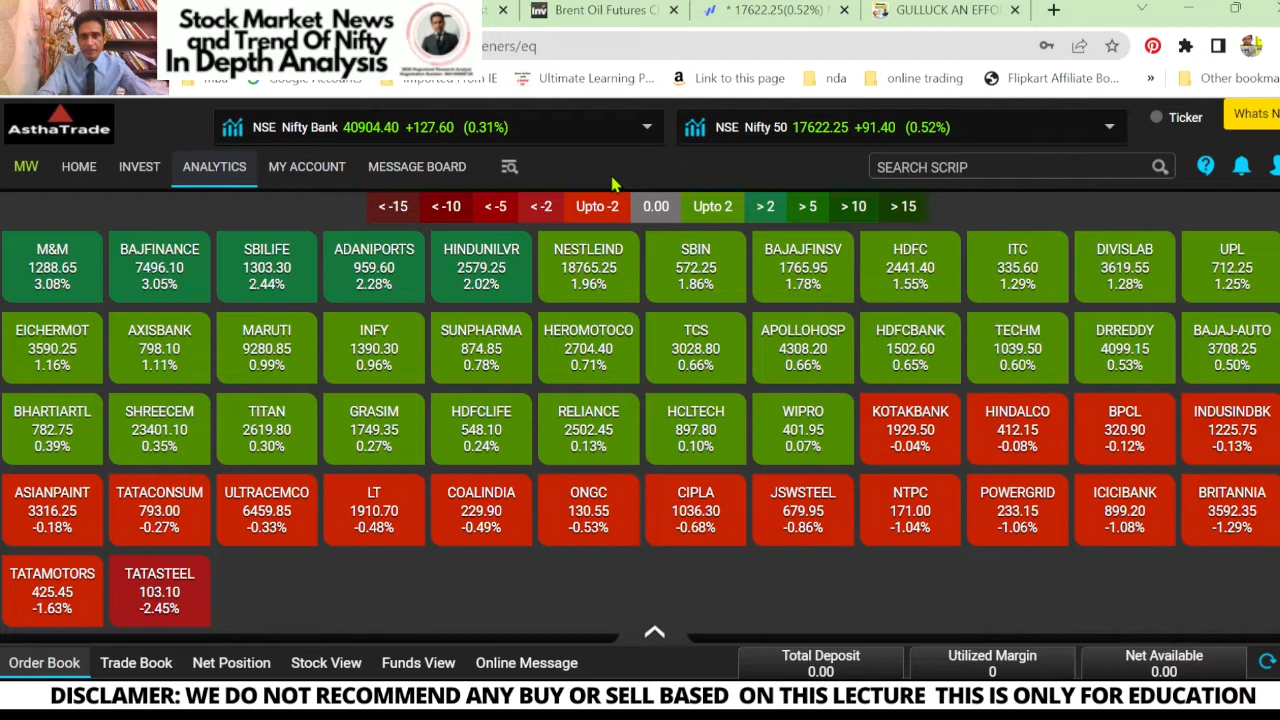 Stock Market News
and Trend Of Nifty
In Depth Analysis
Brent Oil Futures C
* 17622.25(0.52%)
GULLUCK AN EFFO
eners/eq
Google Accounts
Imported From IE
Ultimate Learning P...
Link to this page
nda
online trading
Flipkart Affiliate Bo...
»
Other bookma
AsthaTrade
NSE Nifty Bank 40904.40 +127.60 (0.31%)
NSE Nifty 50 17622.25 +91.40 (0.52%)
Ticker
Whats N
MW HOME INVEST ANALYTICS MY ACCOUNT MESSAGE BOARD
SEARCH SCRIP
< -15 < -10 < -5 < -2 Upto -2 0.00 Upto 2 > 2 > 5 > 10 > 15
M&M BAJFINANCE SBILIFE ADANIPORTS HINDUNILVR NESTLEIND SBIN BAJAJFINSV HDFC ITC DIVISLAB UPL
1288.65 7496.10 1303.30 959.60 2579.25 18765.25 572.25 1765.95 2441.40 335.60 3619.55 712.25
3.08% 3.05% 2.44% 2.28% 2.02% 1.96% 1.86% 1.78% 1.55% 1.29% 1.28% 1.25%
EICHERMOT AXISBANK MARUTI INFY SUNPHARMA HEROMOTOCO TCS APOLLOHOSP HDFCBANK TECHM DRREDDY BAJAJ-AUTO
3590.25 798.10 9280.85 1390.30 874.85 2704.40 3028.80 4308.20 1502.60 1039.50 4099.15 3708.25
1.16% 1.11% 0.99% 0.96% 0.78% 0.71% 0.66% 0.66% 0.65% 0.60% 0.53% 0.50%
BHARTIARTL SHREECEM TITAN GRASIM HDFCLIFE RELIANCE HCLTECH WIPRO KOTAKBANK HINDALCO BPCL INDUSINDBK
782.75 23401.10 2619.80 1749.35 548.10 2502.45 897.80 401.95 1929.50 412.15 320.90 1225.75
0.39% 0.35% 0.30% 0.27% 0.24% 0.13% 0.10% 0.07% -0.04% -0.08% -0.12% -0.13%
ASIANPAINT TATACONSUM ULTRACEMCO LT COALINDIA ONGC CIPLA JSWSTEEL NTPC POWERGRID ICICIBANK BRITANNIA
3316.25 793.00 6459.85 1910.70 229.90 130.55 1036.30 679.95 171.00 233.15 899.20 3592.35
-0.18% -0.27% -0.33% -0.48% -0.49% -0.53% -0.68% -0.86% -1.04% -1.06% -1.08% -1.29%
TATAMOTORS TATASTEEL
425.45 103.10
-1.63% -2.45%
Order Book Trade Book Net Position Stock View Funds View Online Message
Total Deposit Utilized Margin Net Available
0.00 0 0.00
DISCLAMER: WE DO NOT RECOMMEND ANY BUY OR SELL BASED ON THIS LECTURE THIS IS ONLY FOR EDUCATION